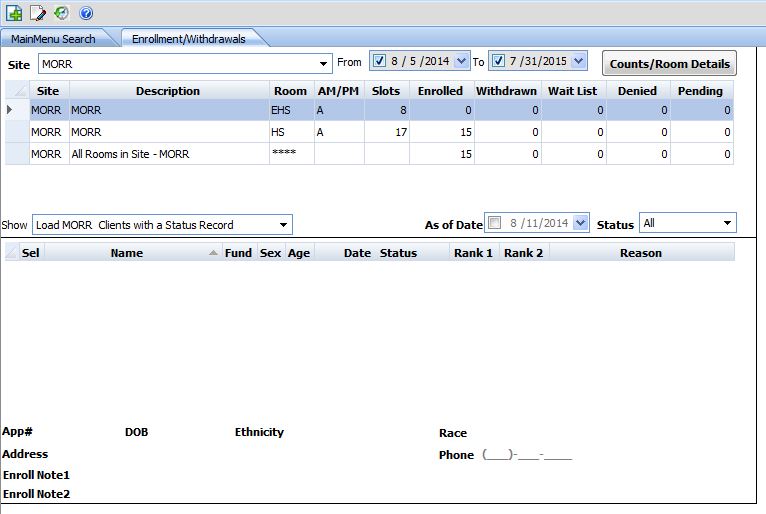 MainMenu Search Enrollment/Withdrawals
Site MORR From 8 / 5 /2014 To 7 /31/2015 Counts/Room Details
Site Description Room AM/PM Slots Enrolled Withdrawn Wait List Denied Pending
MORR MORR EHS A 8 0 0 0 0 0
MORR MORR HS A 17 15 0 0 0 0
MORR All Rooms in Site - MORR **** 15 0 0 0 0
Show Load MORR Clients with a Status Record As of Date 8 /11/2014 Status All
Sel Name Fund Sex Age Date Status Rank 1 Rank 2 Reason
App# DOB Ethnicity Race
Address Phone (___)-___-____
Enroll Note1
Enroll Note2